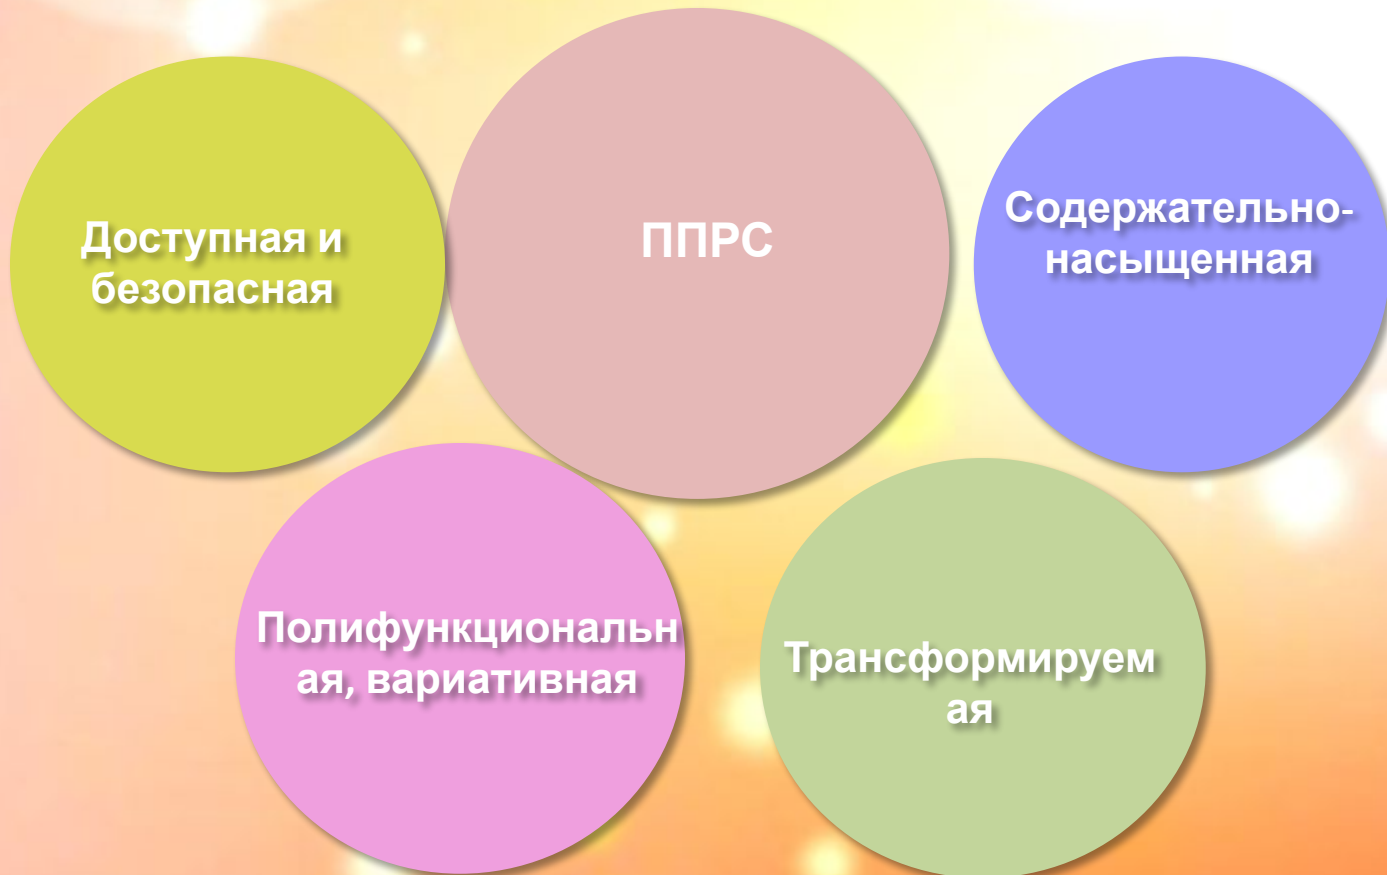 Доступная и
безопасная
ППРС
Содержательно-
насыщенная
Полифункциональн
ая, вариативная
Трансформируем
ая